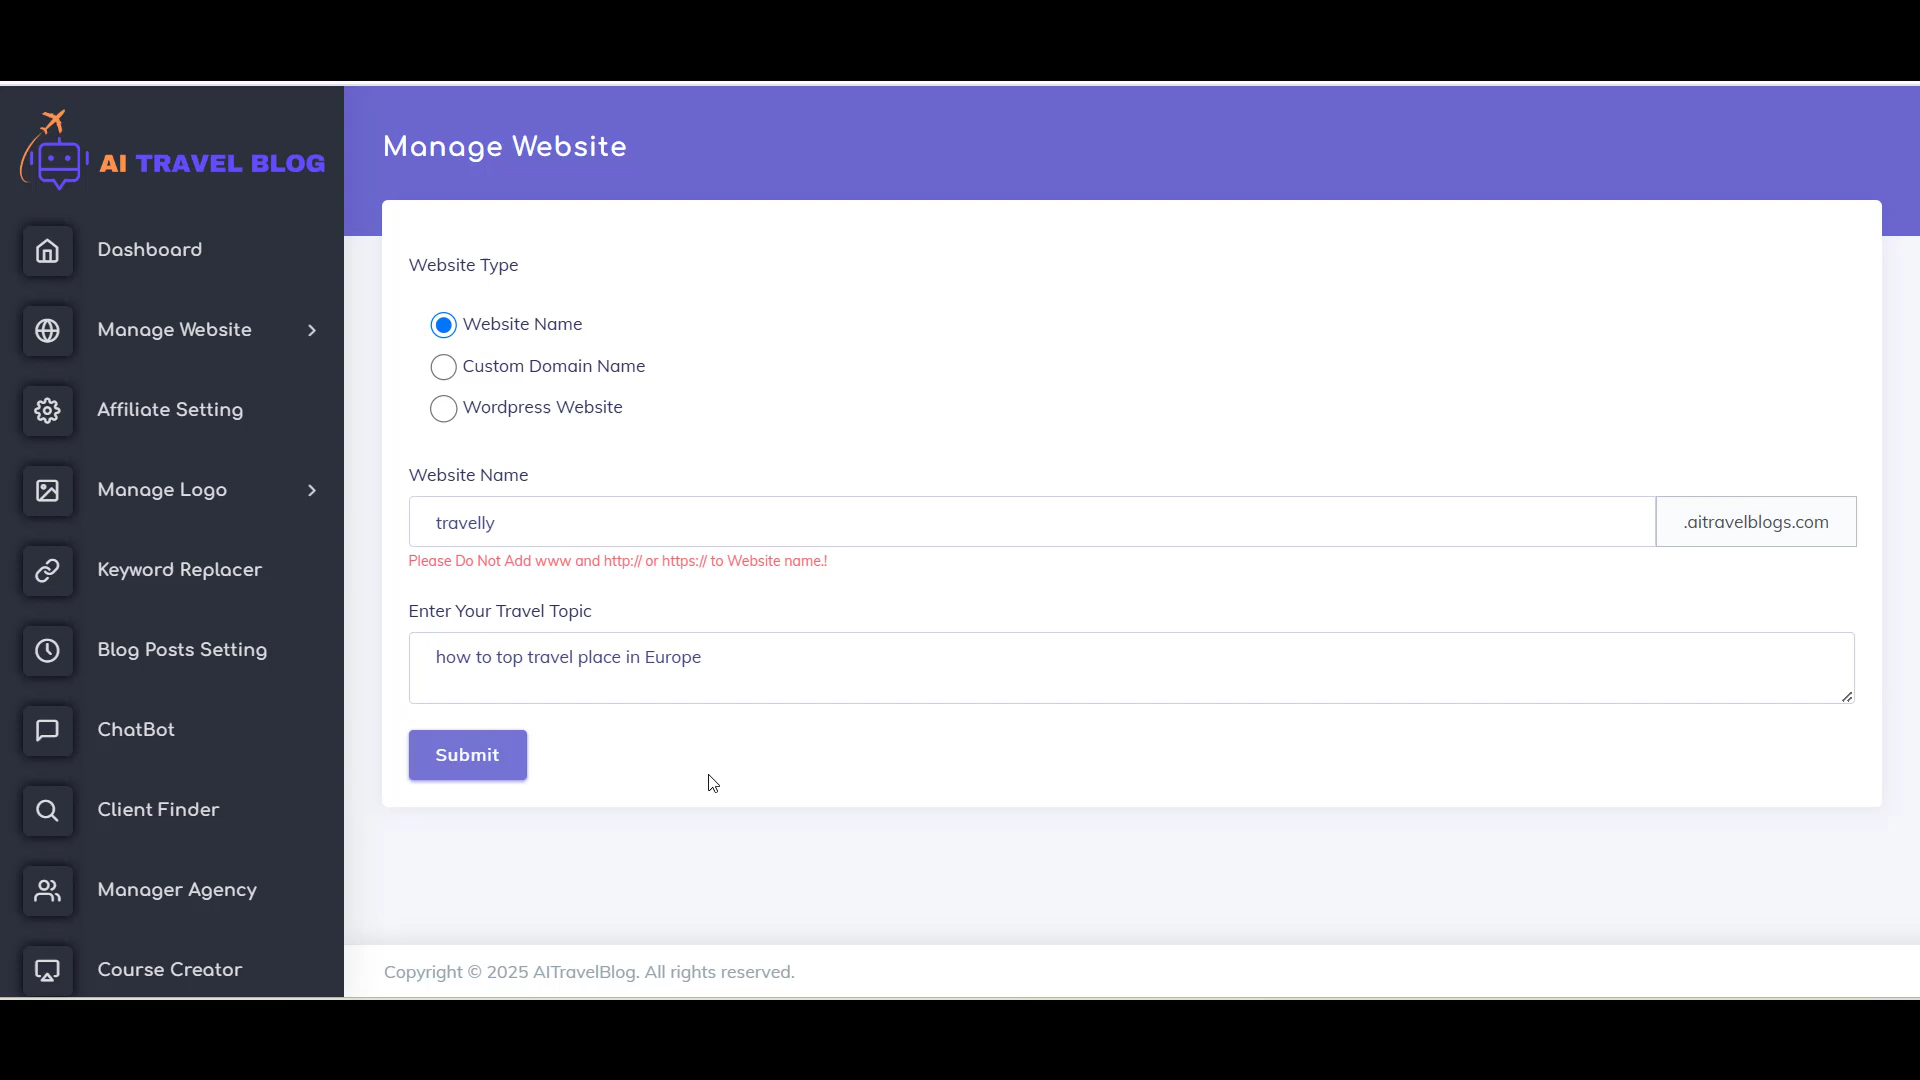 AI TRAVEL BLOG
Dashboard
Manage Website
Affiliate Setting
Manage Logo
Keyword Replacer
Blog Posts Setting
ChatBot
Client Finder
Manager Agency
Course Creator
Manage Website
Website Type
Website Name
Custom Domain Name
Wordpress Website
Website Name
travelly .aitravelblogs.com
Please Do Not Add www and http:// or https:// to Website name.!
Enter Your Travel Topic
how to top travel place in Europe
Submit
Copyright © 2025 AITravelBlog. All rights reserved.